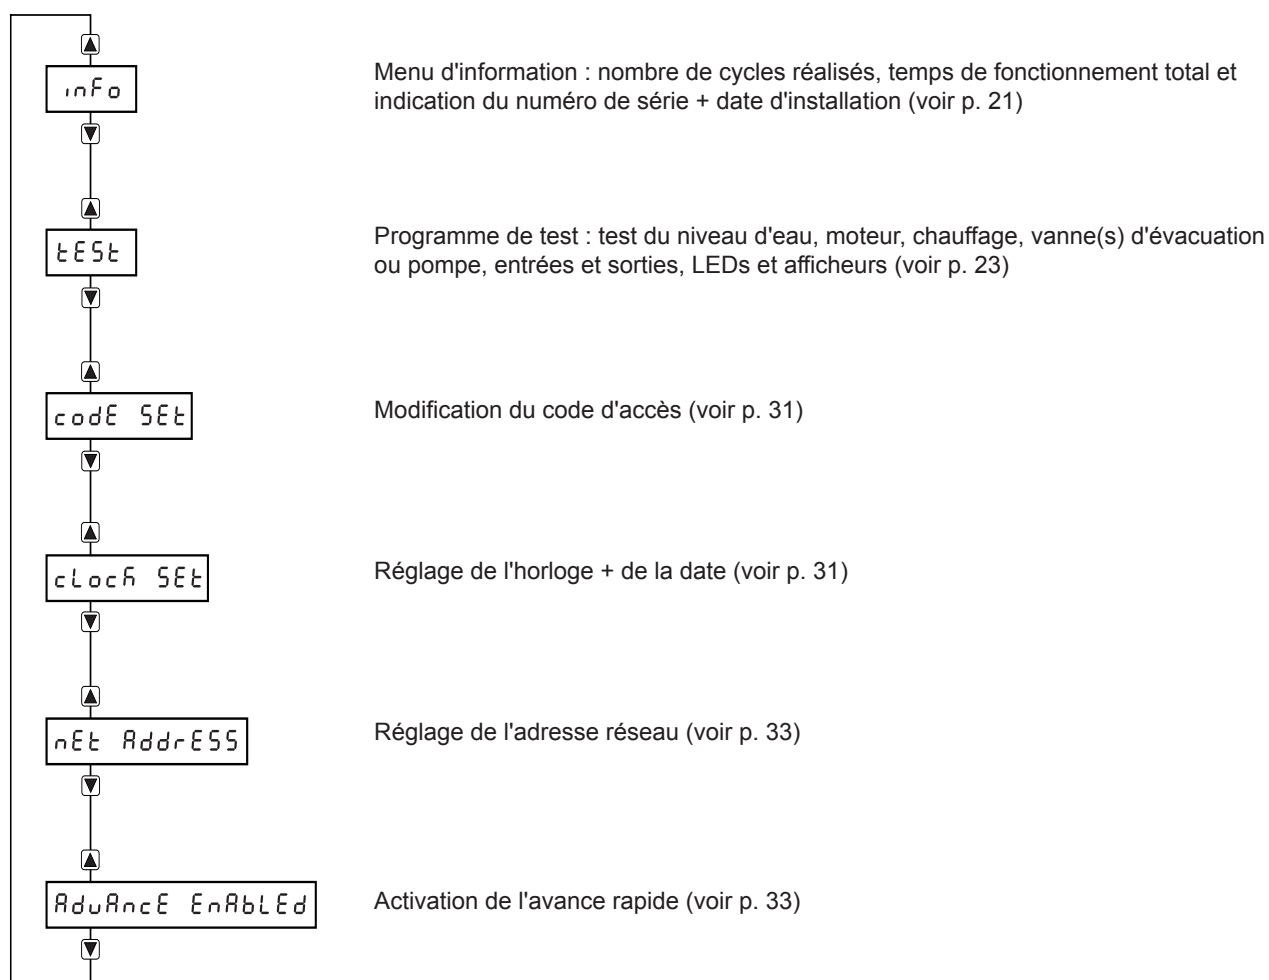 inFo
Menu d'information : nombre de cycles réalisés, temps de fonctionnement total et
indication du numéro de série + date d'installation (voir p. 21)
tESt
Programme de test : test du niveau d'eau, moteur, chauffage, vanne(s) d'évacuation
ou pompe, entrées et sorties, LEDs et afficheurs (voir p. 23)
codE SEt
Modification du code d'accès (voir p. 31)
cLock SEt
Réglage de l'horloge + de la date (voir p. 31)
nEt AddrESS
Réglage de l'adresse réseau (voir p. 33)
AduAncE EnAbLEd
Activation de l'avance rapide (voir p. 33)